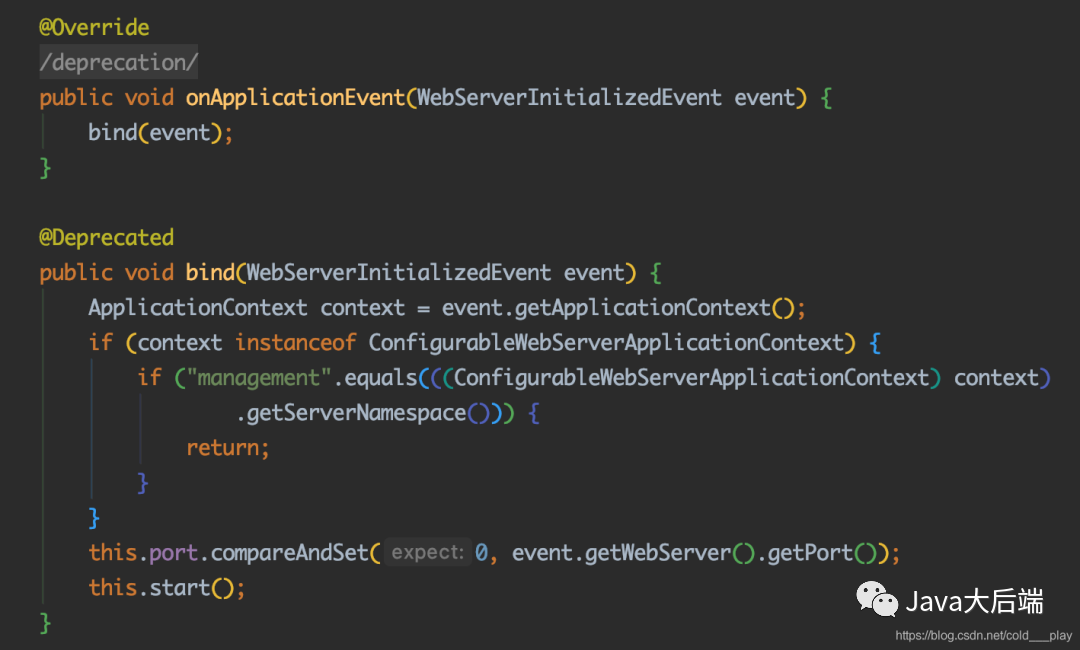 @Override
/deprecation/
public void onApplicationEvent(WebServerInitializedEvent event) {
    bind(event);
}
@Deprecated
public void bind(WebServerInitializedEvent event) {
    ApplicationContext context = event.getApplicationContext();
    if (context instanceof ConfigurableWebServerApplicationContext) {
        if ("management".equals(((ConfigurableWebServerApplicationContext) context)
                .getServerNamespace())) {
            return;
        }
    }
    this.port.compareAndSet( expect: 0, event.getWebServer().getPort());
    this.start();
}
Java大后端
https://blog.csdn.net/cold___play